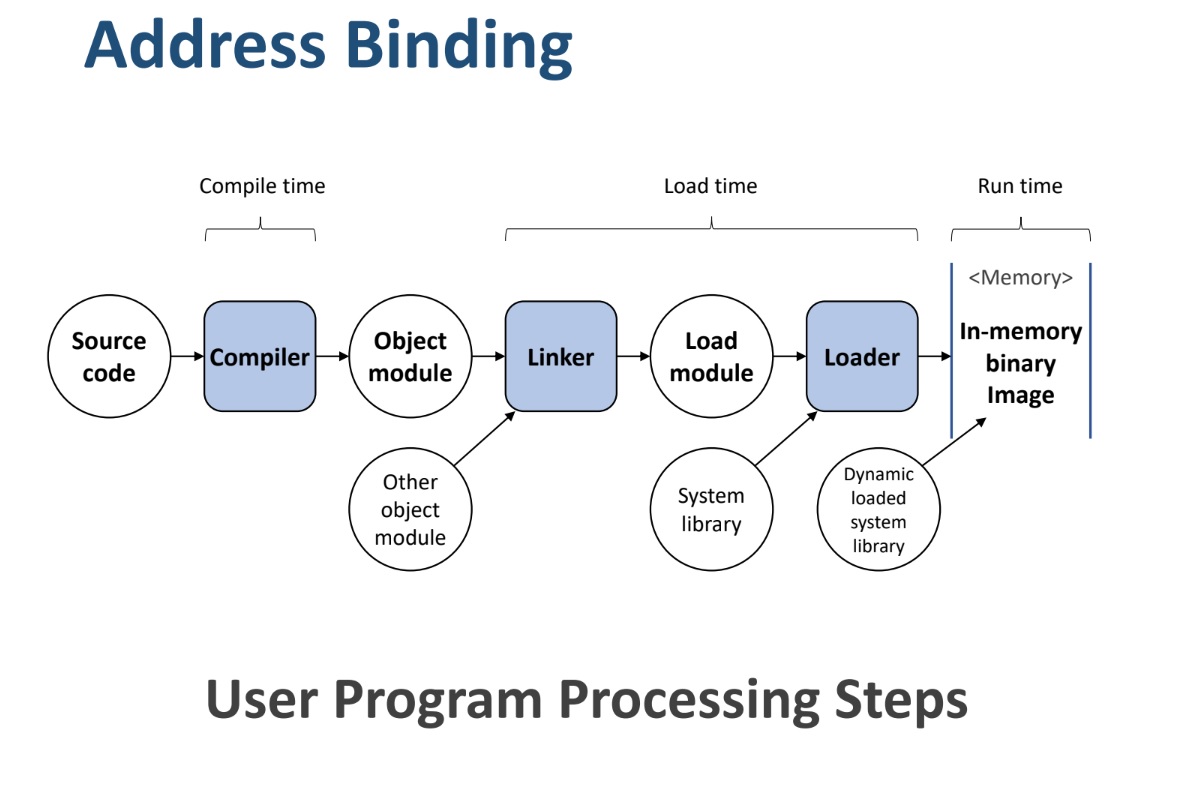 Address Binding
Compile time
Load time
Run time
<Memory>
Source
code
Compiler
Object
module
Linker
Load
module
Loader
In-memory
binary
Image
Other
object
module
System
library
Dynamic
loaded
system
library
User Program Processing Steps